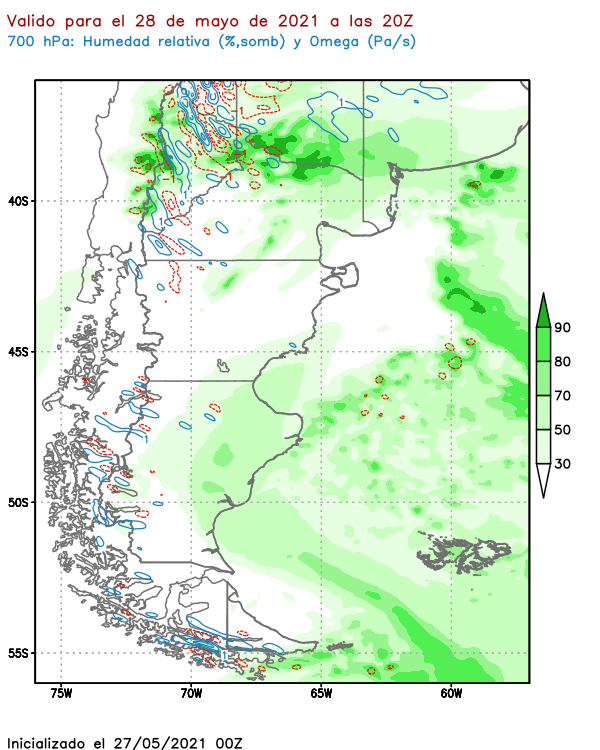 Valido para el 28 de mayo de 2021 a las 20Z
700 hPa: Humedad relativa (%,somb) y Omega (Pa/s)
1
1
1
1
1
1
40S
45S
50S
55S
75W 70W 65W 60W
90
80
70
50
30
Inicializado el 27/05/2021 00Z